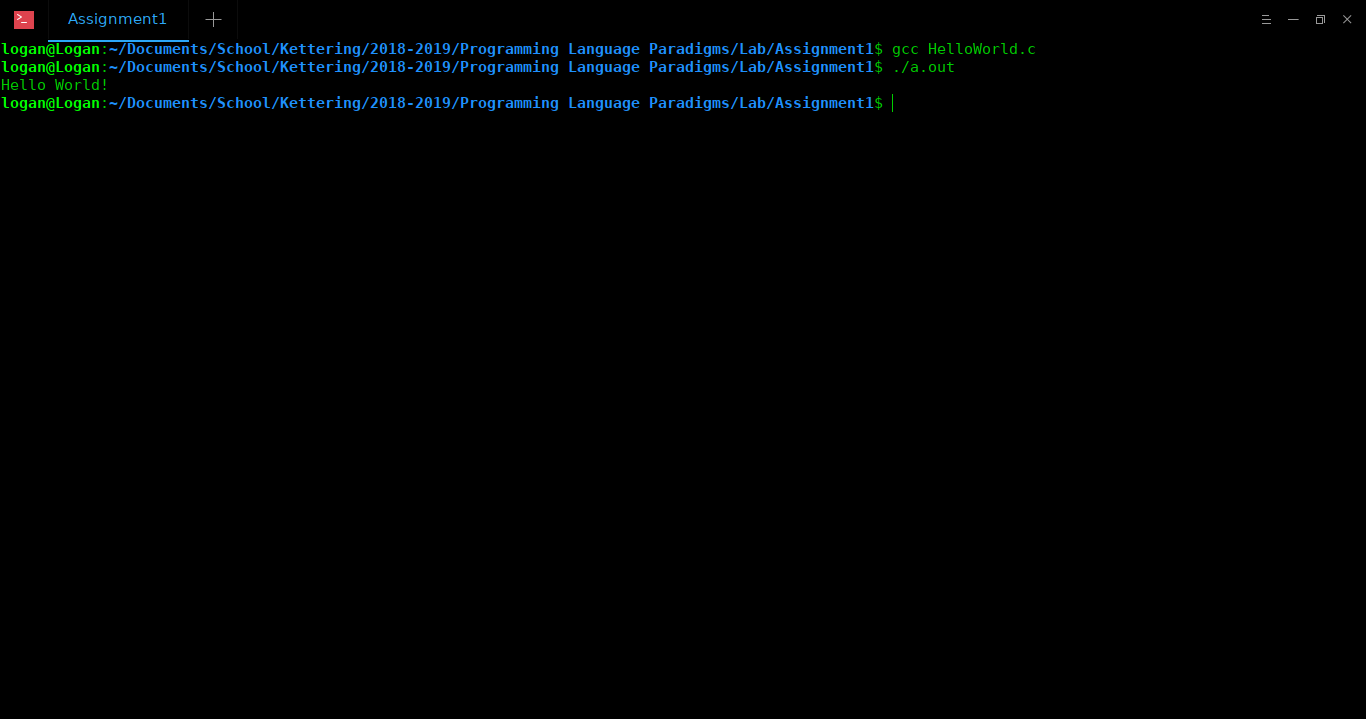 Assignment1
logan@Logan:~/Documents/School/Kettering/2018-2019/Programming Language Paradigms/Lab/Assignment1$ gcc HelloWorld.c
logan@Logan:~/Documents/School/Kettering/2018-2019/Programming Language Paradigms/Lab/Assignment1$ ./a.out
Hello World!
logan@Logan:~/Documents/School/Kettering/2018-2019/Programming Language Paradigms/Lab/Assignment1$